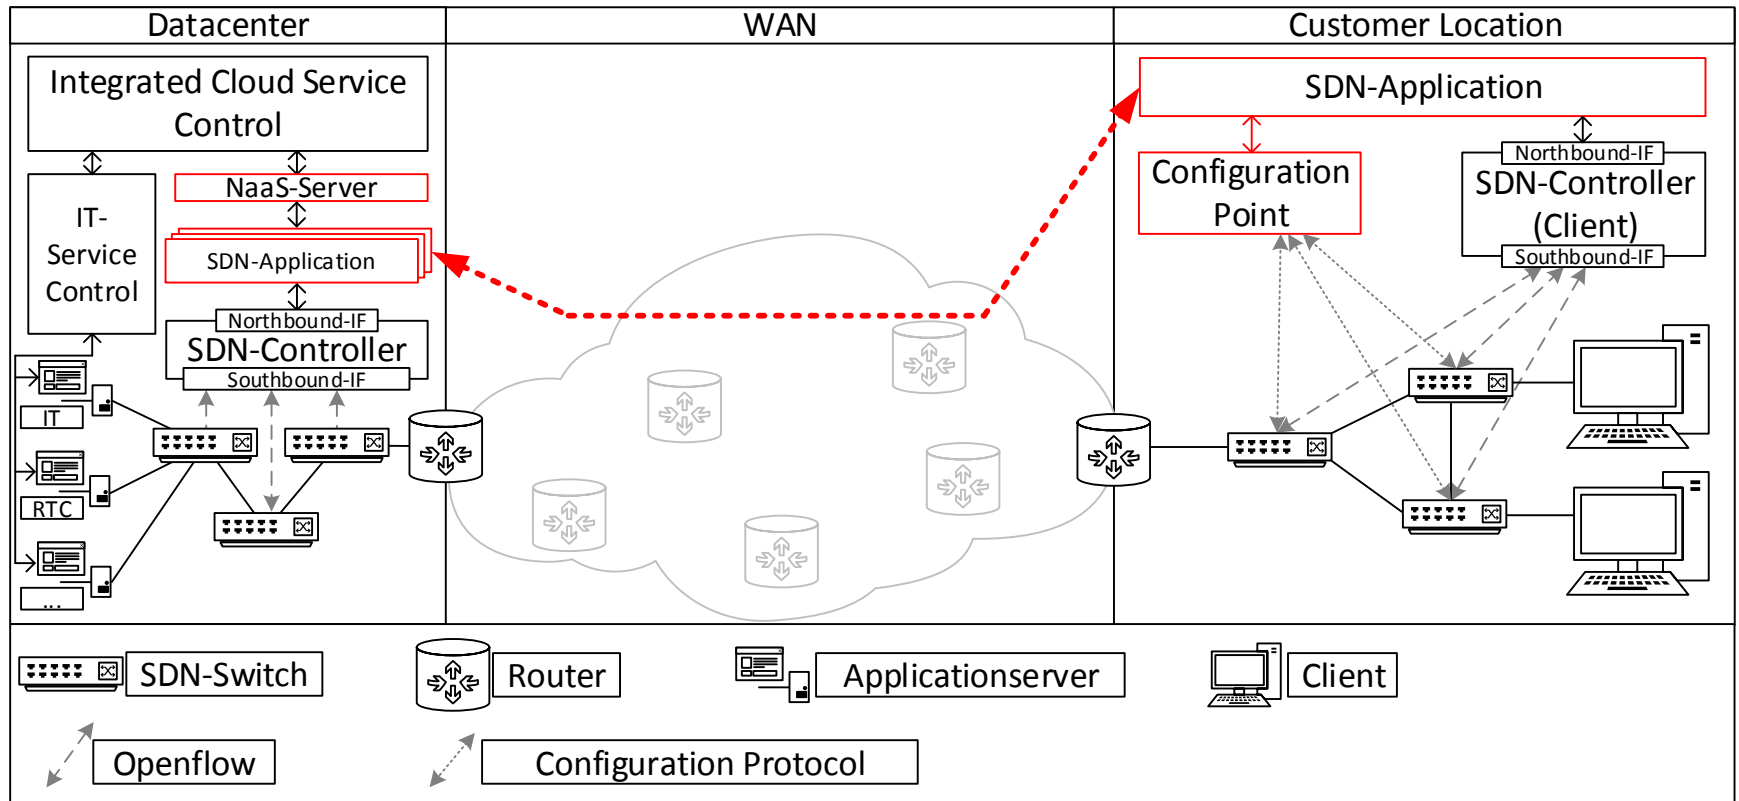 Datacenter
WAN
Customer Location
Integrated Cloud Service
Control
IT-
Service
Control
NaaS-Server
SDN-Application
Northbound-IF
SDN-Controller
Southbound-IF
IT
RTC
...
SDN-Application
Configuration
Point
Northbound-IF
SDN-Controller
(Client)
Southbound-IF
SDN-Switch
Router
Applicationserver
Client
Openflow
Configuration Protocol